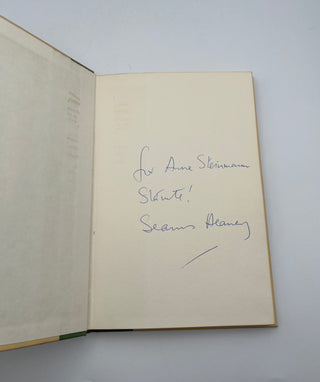 for Anne Steinmann
Sláinte!
Seamus Heaney